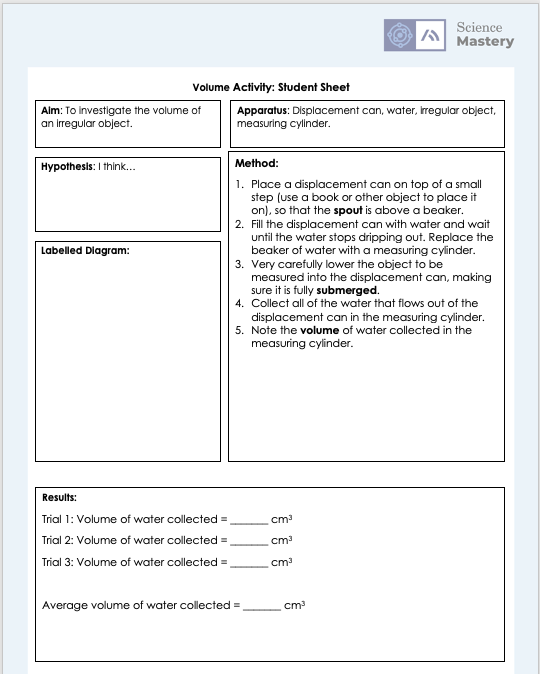 Science
Mastery
Volume Activity: Student Sheet
Aim: To investigate the volume of
an irregular object.
Apparatus: Displacement can, water, irregular object,
measuring cylinder.
Hypothesis: I think…
Labelled Diagram:
Method:
1. Place a displacement can on top of a small
step (use a book or other object to place it
on), so that the spout is above a beaker.
2. Fill the displacement can with water and wait
until the water stops dripping out. Replace the
beaker of water with a measuring cylinder.
3. Very carefully lower the object to be
measured into the displacement can, making
sure it is fully submerged.
4. Collect all of the water that flows out of the
displacement can in the measuring cylinder.
5. Note the volume of water collected in the
measuring cylinder.
Results:
Trial 1: Volume of water collected = _______ cm³
Trial 2: Volume of water collected = _______ cm³
Trial 3: Volume of water collected = _______ cm³
Average volume of water collected = _______ cm³